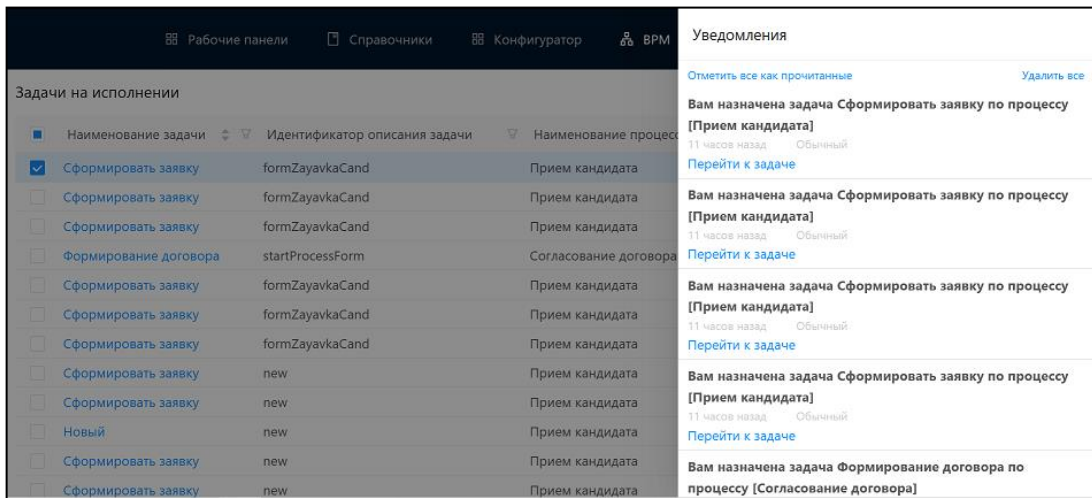 Рабочие панели
Справочники
Конфигуратор
BPM
Задачи на исполнении
Наименование задачи Идентификатор описания задачи Наименование процесс
Сформировать заявку formZayavkaCand Прием кандидата
Сформировать заявку formZayavkaCand Прием кандидата
Сформировать заявку formZayavkaCand Прием кандидата
Формирование договора startProcessForm Согласование договора
Сформировать заявку formZayavkaCand Прием кандидата
Сформировать заявку formZayavkaCand Прием кандидата
Сформировать заявку formZayavkaCand Прием кандидата
Сформировать заявку new Прием кандидата
Сформировать заявку new Прием кандидата
Новый new Прием кандидата
Сформировать заявку new Прием кандидата
Сформировать заявку new Прием кандидата
Уведомления
Отметить все как прочитанные Удалить все
Вам назначена задача Сформировать заявку по процессу
[Прием кандидата]
11 часов назад Обычный
Перейти к задаче
Вам назначена задача Сформировать заявку по процессу
[Прием кандидата]
11 часов назад Обычный
Перейти к задаче
Вам назначена задача Сформировать заявку по процессу
[Прием кандидата]
11 часов назад Обычный
Перейти к задаче
Вам назначена задача Сформировать заявку по процессу
[Прием кандидата]
11 часов назад Обычный
Перейти к задаче
Вам назначена задача Формирование договора по
процессу [Согласование договора]